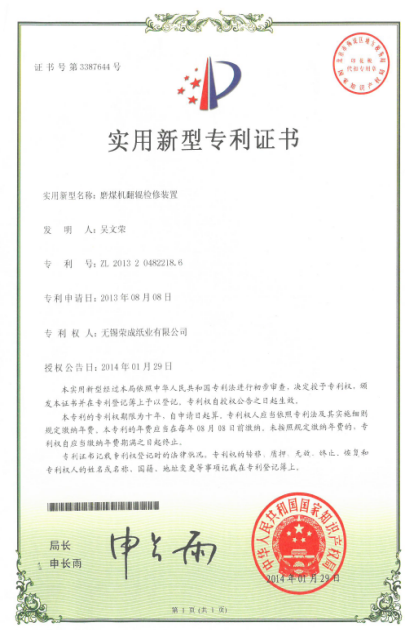 证书号第3387644号
实用新型专利证书
实用新型名称：磨煤机翻辊检修装置
发 明 人：吴文荣
专 利 号：ZL 2013 2 0482218.6
专利申请日：2013年08月08日
专 利 权 人：无锡荣成纸业有限公司
授权公告日：2014年01月29日
本实用新型经过本局依照中华人民共和国专利法进行初步审查，决定授予专利权，颁
发本证书并在专利登记簿上予以登记。专利权自授权公告之日起生效。
本专利的专利权期限为十年，自申请日起算。专利权人应当依照专利法及其实施细则
规定缴纳年费。本专利的年费应当在每年08月08日前缴纳。未按照规定缴纳年费的，专
利权自应当缴纳年费期满之日起终止。
专利证书记载专利权登记时的法律状况。专利权的转移、质押、无效、终止、恢复和
专利权人的姓名或名称、国籍、地址变更等事项记载在专利登记簿上。
局长
申长雨
申长雨
中华人民共和国国家知识产权局
2014年01月29日
第1页（共1页）